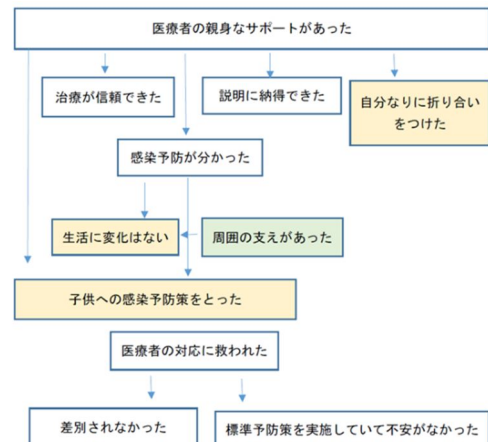 医療者の親身なサポートがあった
治療が信頼できた
説明に納得できた
自分なりに折り合い
をつけた
感染予防が分かった
生活に変化はない
周囲の支えがあった
子供への感染予防策をとった
医療者の対応に救われた
差別されなかった
標準予防策を実施していて不安がなかった